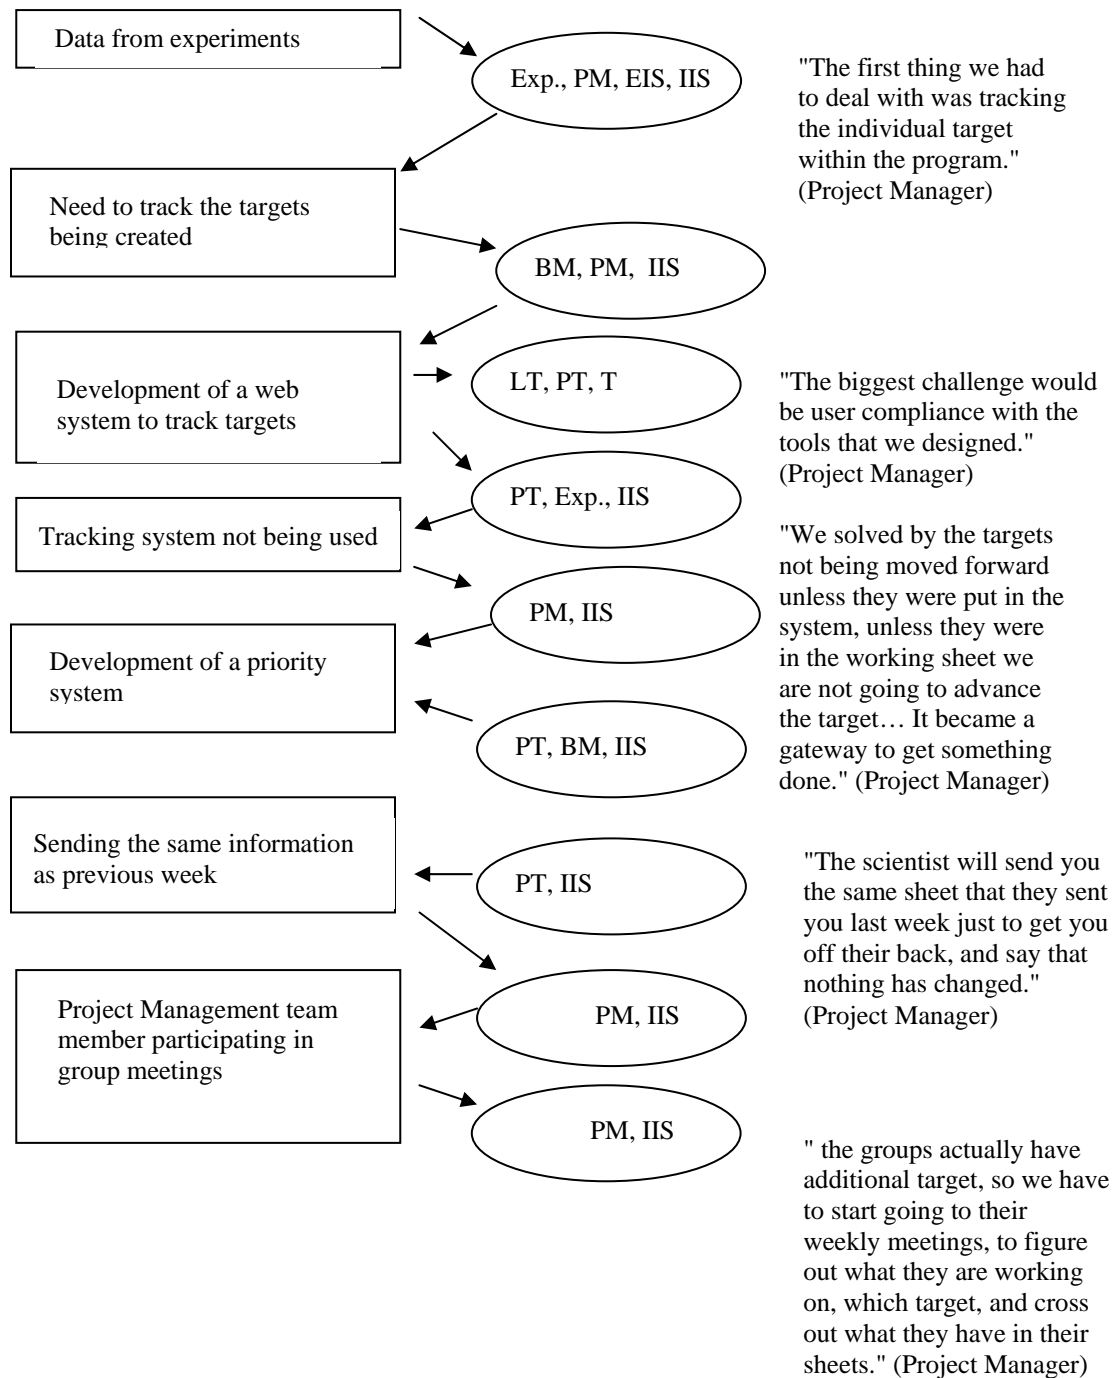 Data from experiments
Exp., PM, EIS, IIS
"The first thing we had
to deal with was tracking
the individual target
within the program."
(Project Manager)
Need to track the targets
being created
BM, PM, IIS
Development of a web
system to track targets
LT, PT, T
"The biggest challenge would
be user compliance with the
tools that we designed."
(Project Manager)
PT, Exp., IIS
Tracking system not being used
"We solved by the targets
not being moved forward
unless they were put in the
system, unless they were
in the working sheet we
are not going to advance
the target… It became a
gateway to get something
done." (Project Manager)
PM, IIS
Development of a priority
system
PT, BM, IIS
Sending the same information
as previous week
PT, IIS
"The scientist will send you
the same sheet that they sent
you last week just to get you
off their back, and say that
nothing has changed."
(Project Manager)
PM, IIS
Project Management team
member participating in
group meetings
PM, IIS
" the groups actually have
additional target, so we have
to start going to their
weekly meetings, to figure
out what they are working
on, which target, and cross
out what they have in their
sheets." (Project Manager)